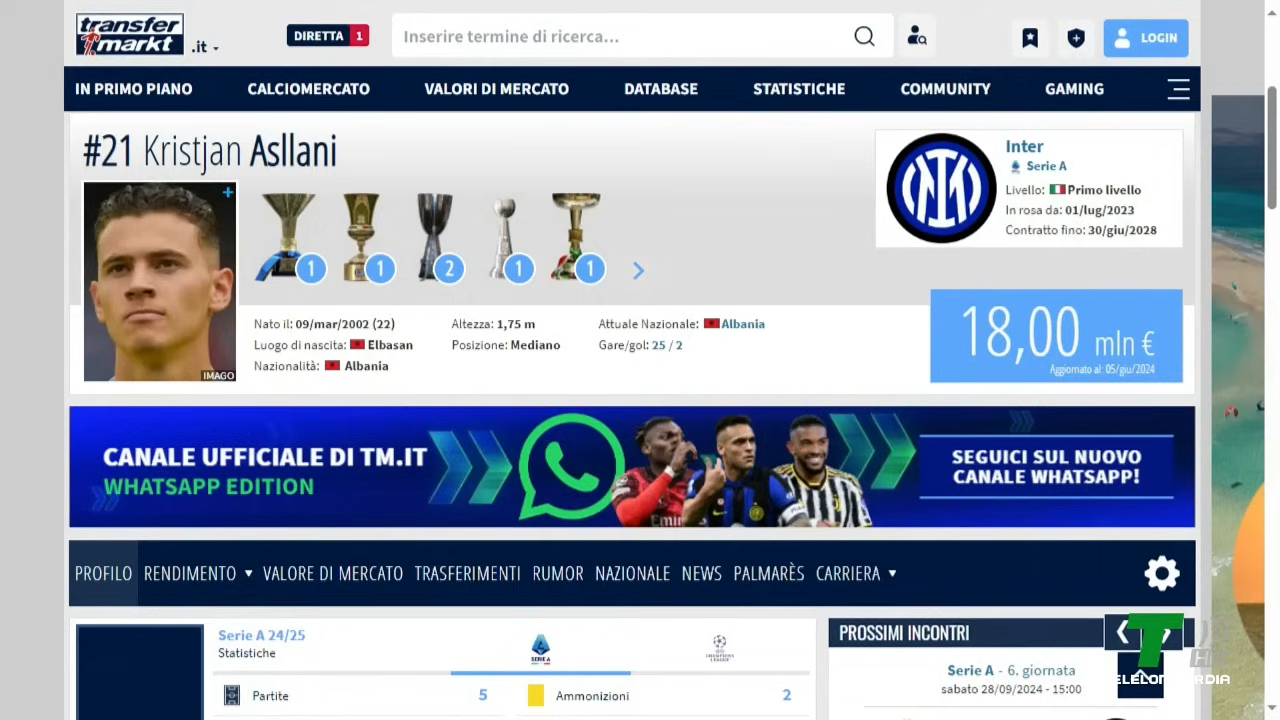 transfer
markt
.it
DIRETTA 1
Inserire termine di ricerca...
LOGIN
IN PRIMO PIANO
CALCIOMERCATO
VALORI DI MERCATO
DATABASE
STATISTICHE
COMMUNITY
GAMING
#21 Kristjan Asllani
1
1
2
1
1
IMAGO
Inter
Serie A
Livello: Primo livello
In rosa da: 01/lug/2023
Contratto fino: 30/giu/2028
Nato il: 09/mar/2002 (22)
Luogo di nascita: Elbasan
Nazionalità: Albania
Altezza: 1,75 m
Posizione: Mediano
Attuale Nazionale: Albania
Gare/gol: 25 / 2
18,00 mln €
Aggiornato al: 05/giu/2024
CANALE UFFICIALE DI TM.IT
WHATSAPP EDITION
SEGUICI SUL NUOVO
CANALE WHATSAPP!
PROFILO
RENDIMENTO
VALORE DI MERCATO
TRASFERIMENTI
RUMOR
NAZIONALE
NEWS
PALMARÈS
CARRIERA
Serie A 24/25
Statistiche
SERIE A
Partite 5
Ammonizioni 2
PROSSIMI INCONTRI
Serie A - 6. giornata
sabato 28/09/2024 - 15:00